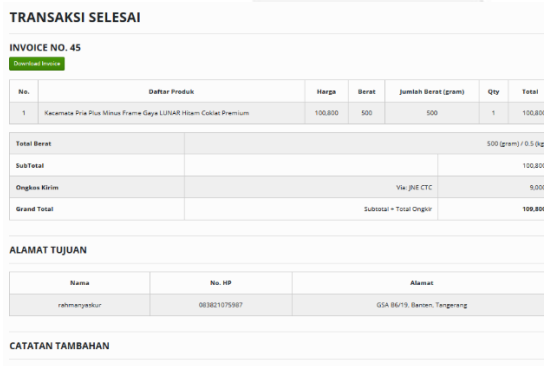 TRANSAKSI SELESAI
INVOICE NO. 45
Download Invoice
No. Daftar Produk Harga Berat Jumlah Berat (gram) Qty Total
1 Kacamata Pria Plus Minus Frame Gaya LUNAR Hitam Coklat Premium 100,800 500 500 1 100,800
Total Berat 500 (gram) / 0.5 (kg
SubTotal 100,800
Ongkos Kirim Via: JNE CTC 9,000
Grand Total Subtotal + Total Ongkir 109,800
ALAMAT TUJUAN
Nama No. HP Alamat
rahmanyaskur 083821075987 GSA B6/19, Banten, Tangerang
CATATAN TAMBAHAN